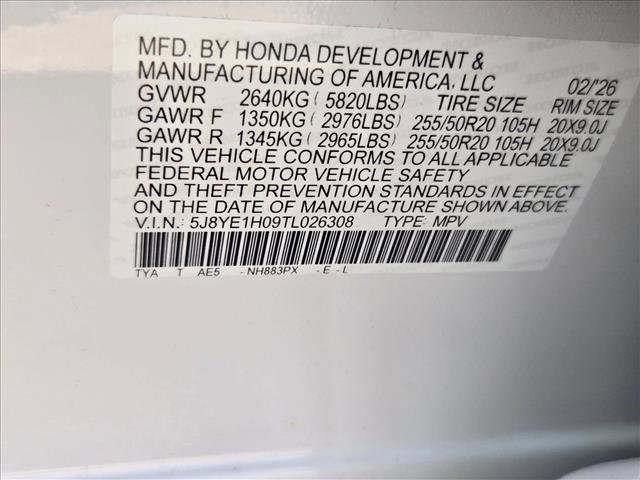 MFD. BY HONDA DEVELOPMENT &
MANUFACTURING OF AMERICA, LLC 02/'26
GVWR 2640KG ( 5820LBS) TIRE SIZE RIM SIZE
GAWR F 1350KG ( 2976LBS) 255/50R20 105H 20X9.0J
GAWR R 1345KG ( 2965LBS) 255/50R20 105H 20X9.0J
THIS VEHICLE CONFORMS TO ALL APPLICABLE
FEDERAL MOTOR VEHICLE SAFETY
AND THEFT PREVENTION STANDARDS IN EFFECT
ON THE DATE OF MANUFACTURE SHOWN ABOVE.
V.I.N.: 5J8YE1H09TL026308 TYPE: MPV
TYA T AE5 - NH883PX - E - L